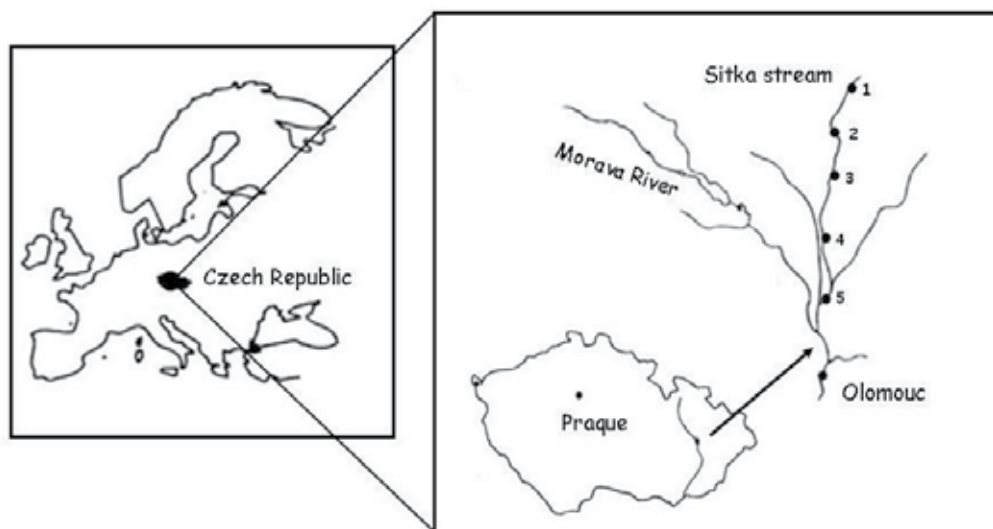 Czech Republic
Sitka stream
1
2
Morava River
3
4
5
Olomouc
Praque